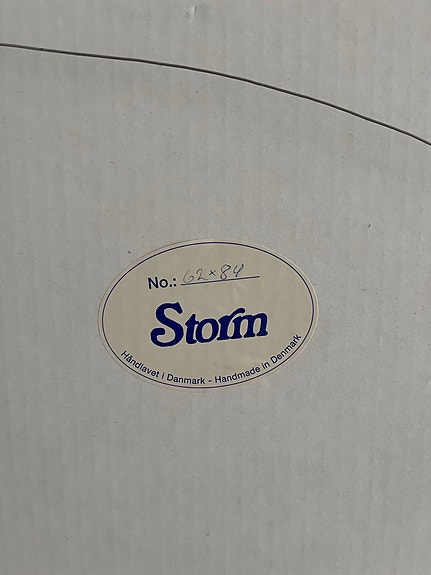 No.: 62x84
Storm
Håndlavet i Danmark - Handmade in Denmark